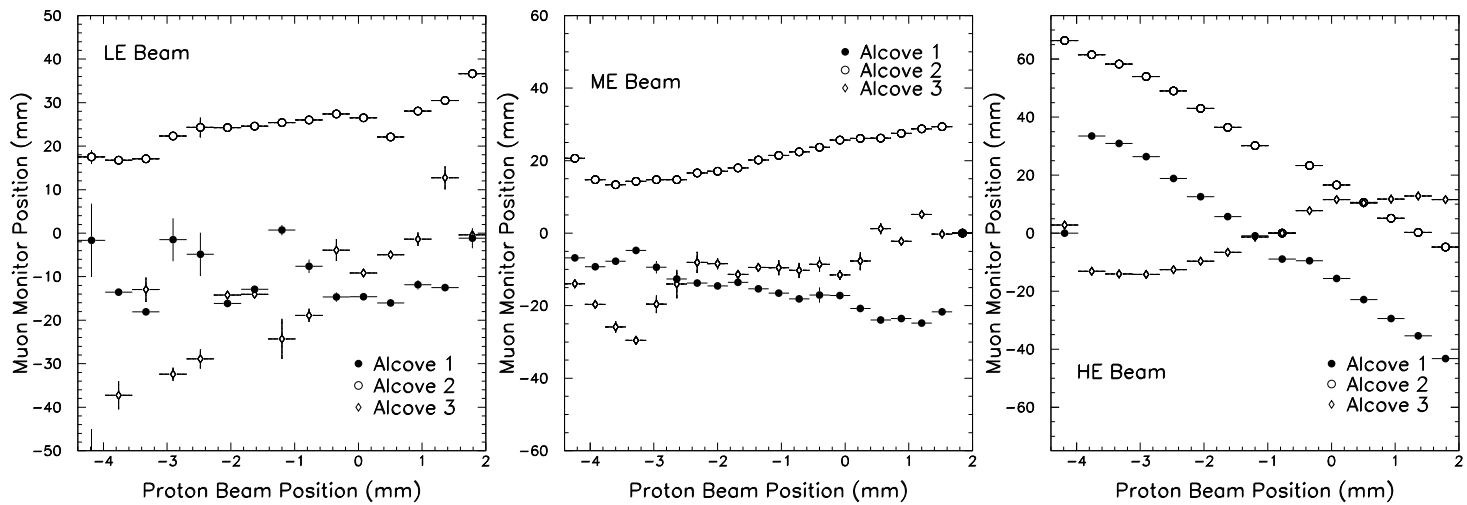 LE Beam
Alcove 1
Alcove 2
Alcove 3
50
40
30
20
10
0
−10
−20
−30
−40
−50
−4 −3 −2 −1 0 1 2
Muon Monitor Position (mm)
Proton Beam Position (mm)
ME Beam
Alcove 1
Alcove 2
Alcove 3
60
40
20
0
−20
−40
−60
−4 −3 −2 −1 0 1 2
Muon Monitor Position (mm)
Proton Beam Position (mm)
HE Beam
Alcove 1
Alcove 2
Alcove 3
60
40
20
0
−20
−40
−60
−4 −3 −2 −1 0 1 2
Muon Monitor Position (mm)
Proton Beam Position (mm)